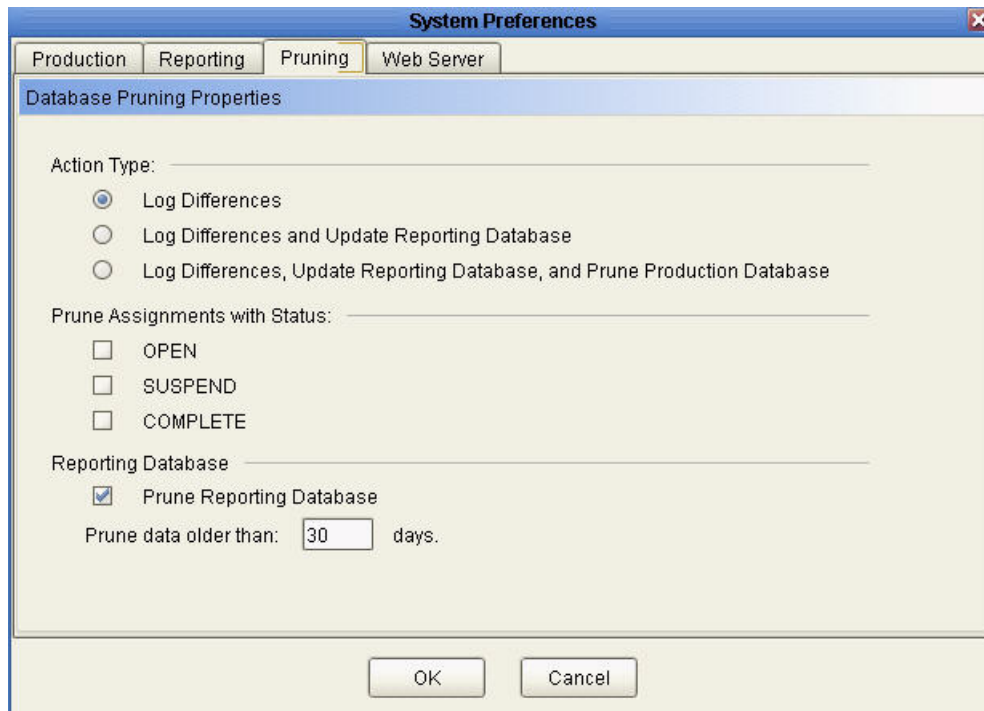 System Preferences
Production
Reporting
Pruning
Web Server
Database Pruning Properties
Action Type:
Log Differences
Log Differences and Update Reporting Database
Log Differences, Update Reporting Database, and Prune Production Database
Prune Assignments with Status:
OPEN
SUSPEND
COMPLETE
Reporting Database
Prune Reporting Database
Prune data older than: 30 days.
OK
Cancel